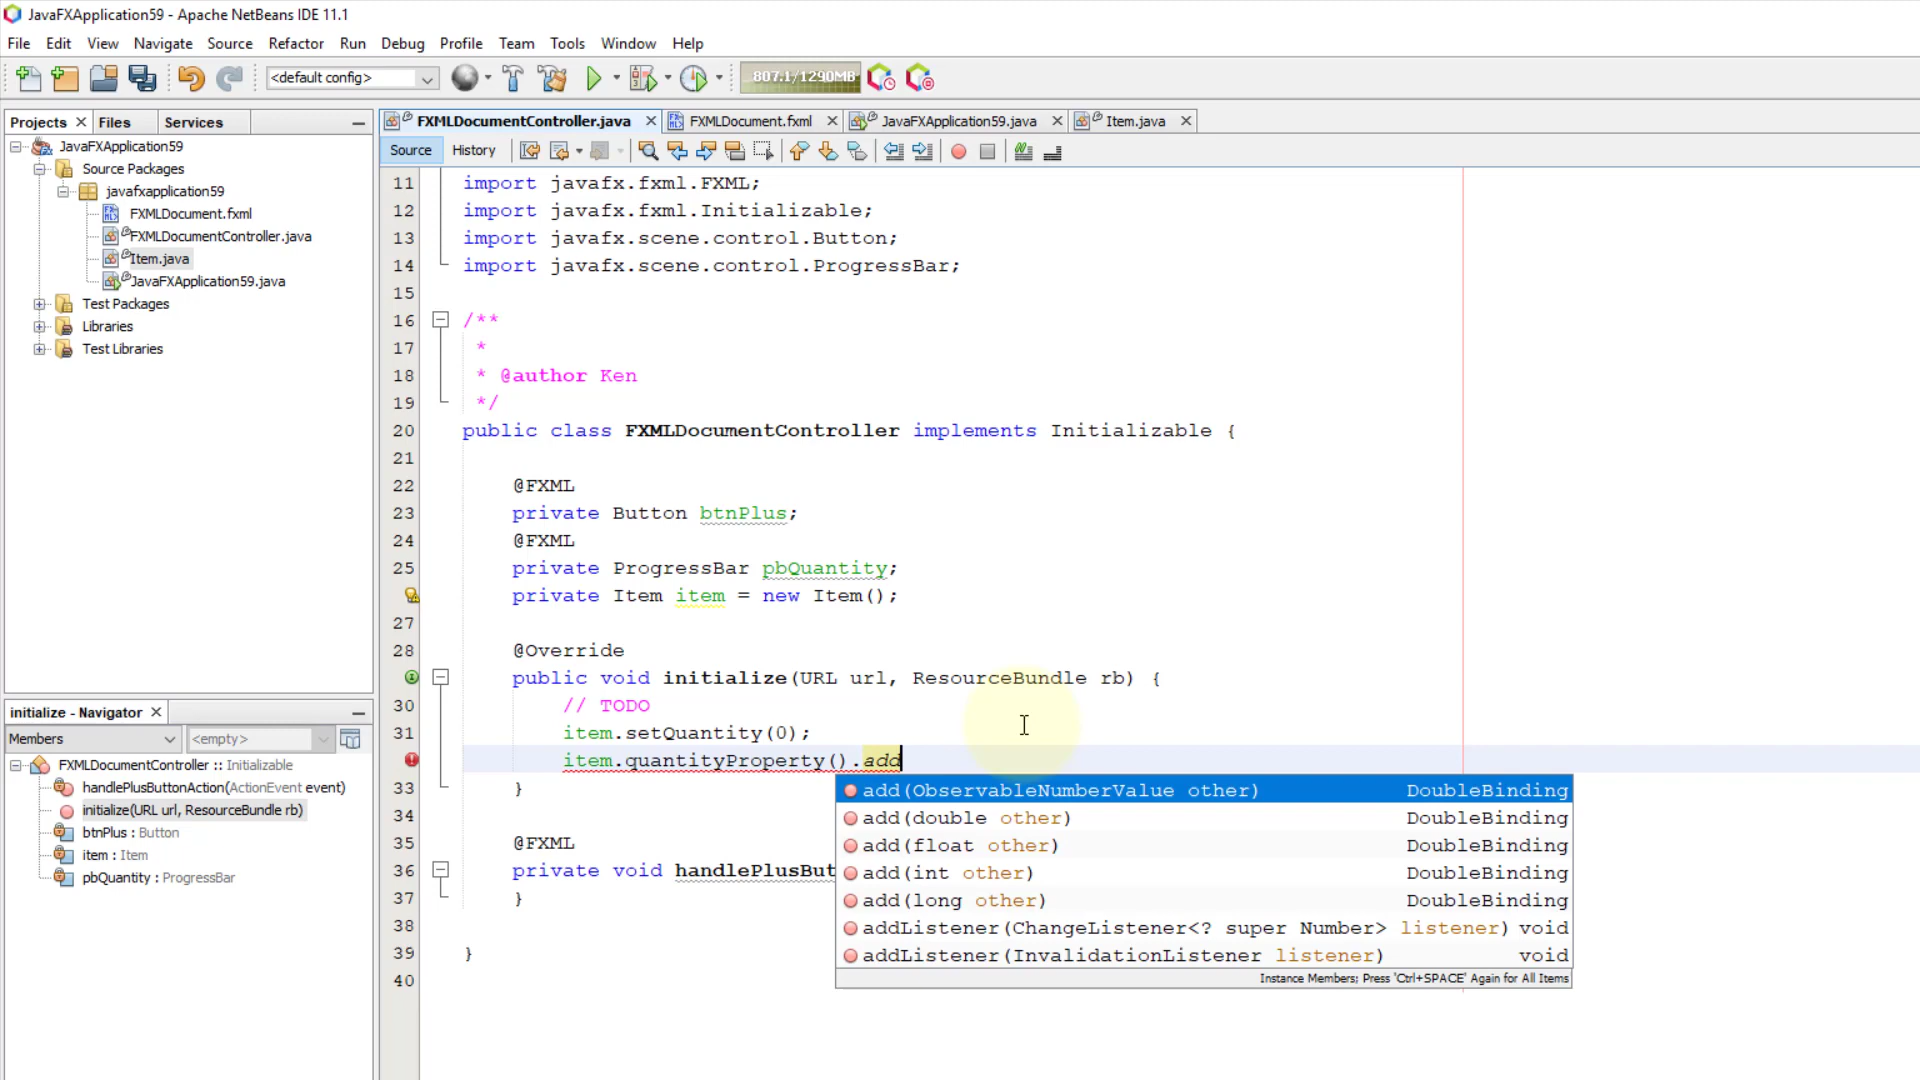 JavaFXApplication59 - Apache NetBeans IDE 11.1
File Edit View Navigate Source Refactor Run Debug Profile Team Tools Window Help
<default config>
807.1/1290MB
Projects Files Services
FXMLDocumentController.java FXMLDocument.fxml JavaFXApplication59.java Item.java
Source History
JavaFXApplication59
Source Packages
javafxapplication59
FXMLDocument.fxml
FXMLDocumentController.java
Item.java
JavaFXApplication59.java
Test Packages
Libraries
Test Libraries
initialize - Navigator
Members <empty>
FXMLDocumentController :: Initializable
handlePlusButtonAction(ActionEvent event)
initialize(URL url, ResourceBundle rb)
btnPlus : Button
item : Item
pbQuantity : ProgressBar
11 import javafx.fxml.FXML;
12 import javafx.fxml.Initializable;
13 import javafx.scene.control.Button;
14 import javafx.scene.control.ProgressBar;
15
16 /**
17 *
18 * @author Ken
19 */
20 public class FXMLDocumentController implements Initializable {
21
22 @FXML
23 private Button btnPlus;
24 @FXML
25 private ProgressBar pbQuantity;
private Item item = new Item();
27
28 @Override
public void initialize(URL url, ResourceBundle rb) {
30 // TODO
31 item.setQuantity(0);
item.quantityProperty().add
33 }
34
35 @FXML
36 private void handlePlusBut
37 }
38
39 }
40
add(ObservableNumberValue other) DoubleBinding
add(double other) DoubleBinding
add(float other) DoubleBinding
add(int other) DoubleBinding
add(long other) DoubleBinding
addListener(ChangeListener<? super Number> listener) void
addListener(InvalidationListener listener) void
Instance Members; Press 'Ctrl+SPACE' Again for All Items